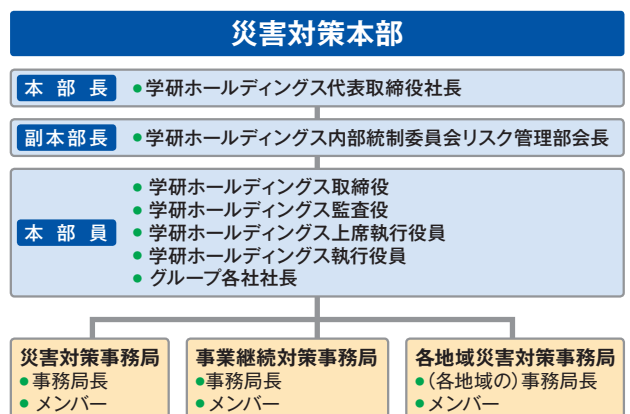 災害対策本部
本部長 ●学研ホールディングス代表取締役社長
副本部長 ●学研ホールディングス内部統制委員会リスク管理部会長
● 学研ホールディングス取締役
● 学研ホールディングス監査役
本部員 ● 学研ホールディングス上席執行役員
● 学研ホールディングス執行役員
● グループ各社社長
災害対策事務局
●事務局長
● メンバー
事業継続対策事務局
●事務局長
●メンバー
各地域災害対策事務局
●(各地域の)事務局長
●メンバー